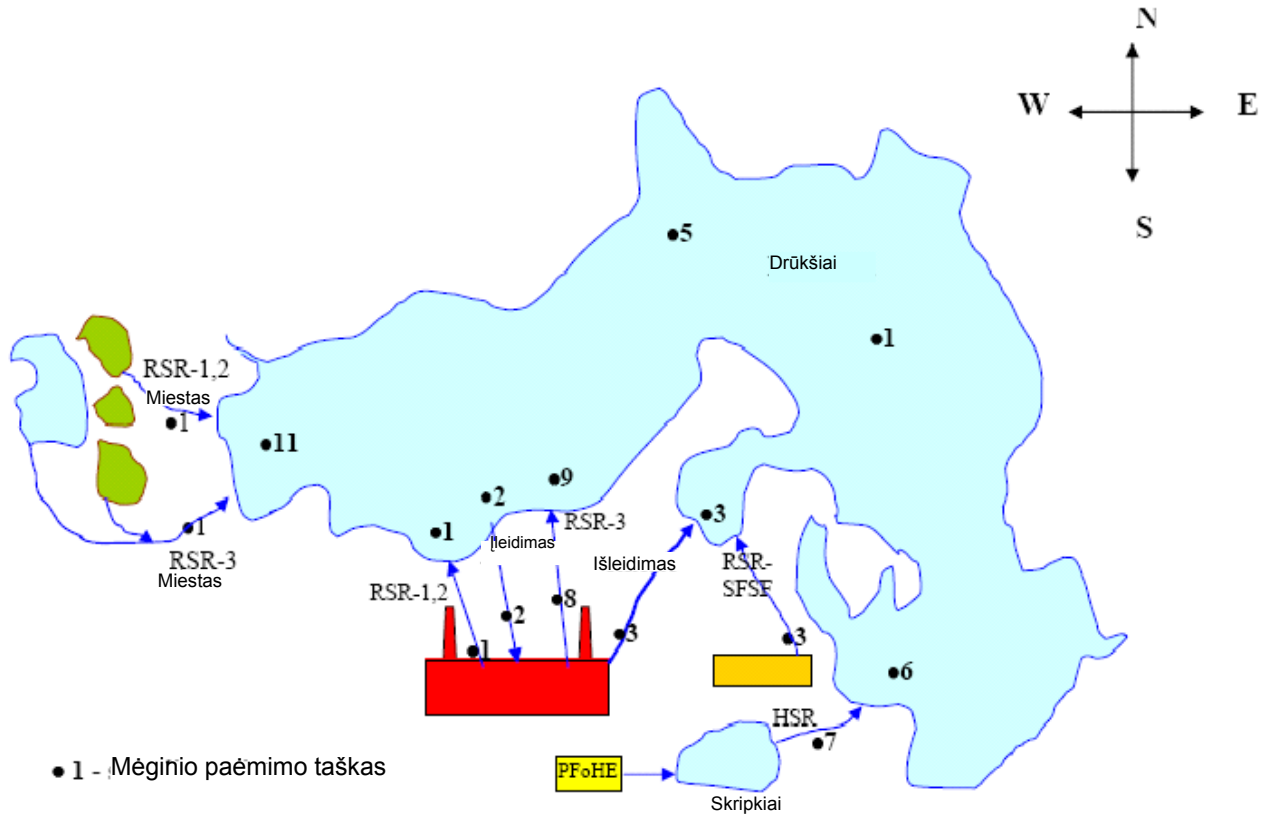 N
W
E
S
5
Drūkšiai
1
RSR-1,2
Miestas
1
11
9
2
3
1
1
RSR-3
Įleidimas
RSR-3
Miestas
Išleidimas
RSR-
SFSF
RSR-1,2
8
2
3
3
1
6
HSR
7
1 - Mėginio paėmimo taškas
PFoHE
Skripkiai